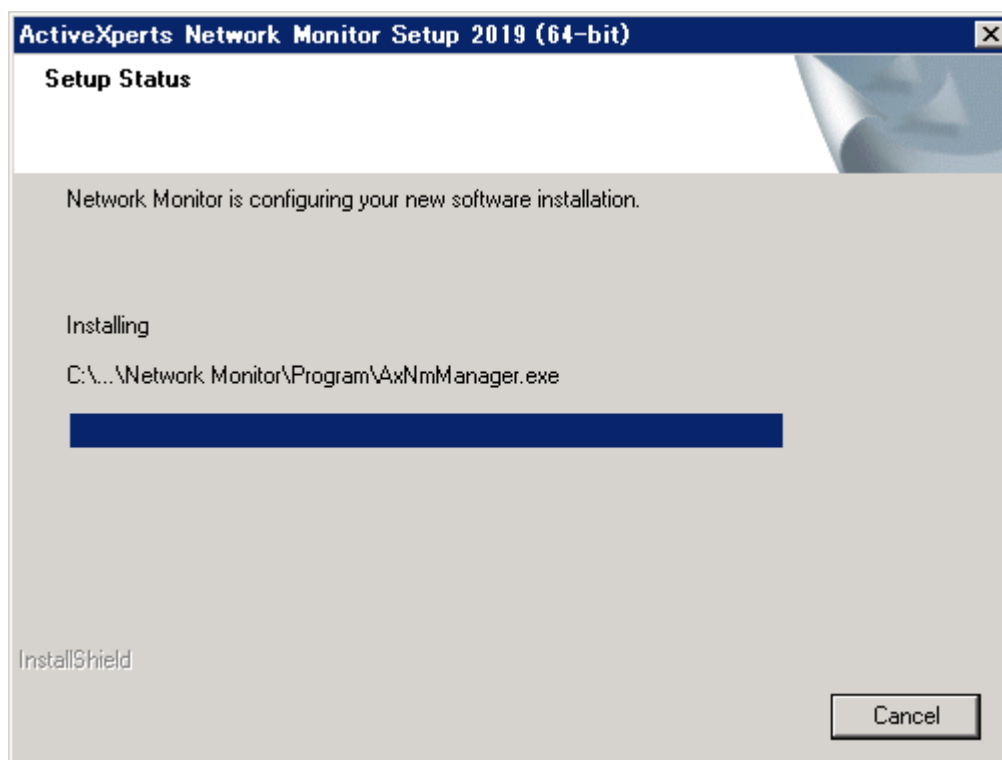 ActiveXperts Network Monitor Setup 2019 (64-bit)
Setup Status
Network Monitor is configuring your new software installation.
Installing
C:\...\Network Monitor\Program\AxNmManager.exe
InstallShield
Cancel